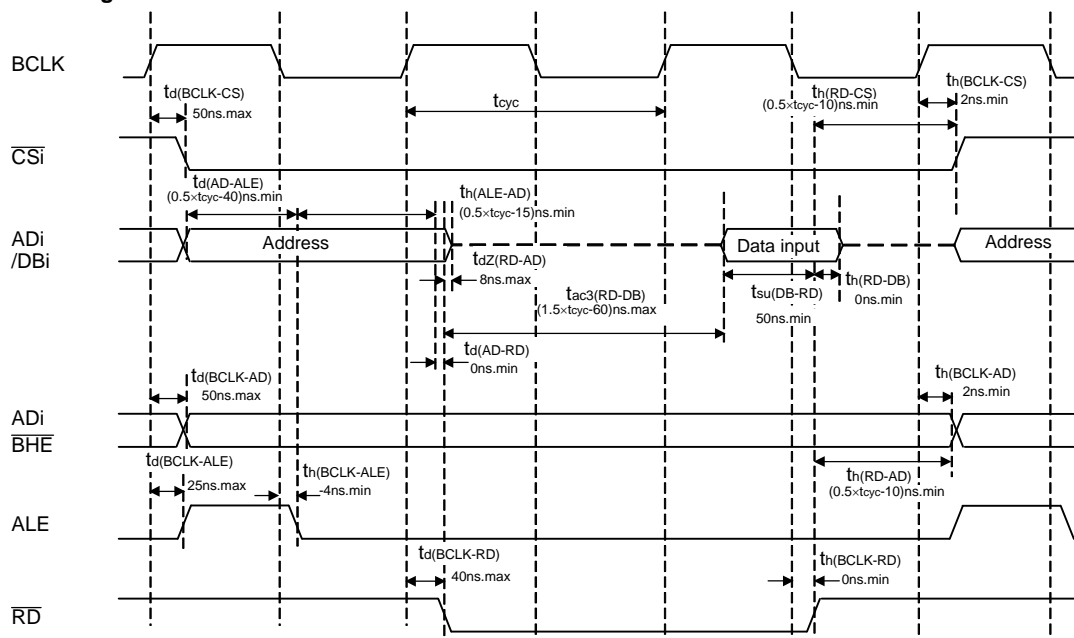 BCLK
td(BCLK-CS)
50ns.max
tcyc
th(RD-CS)
(0.5×tcyc-10)ns.min
th(BCLK-CS)
2ns.min
CSi
td(AD-ALE)
(0.5×tcyc-40)ns.min
th(ALE-AD)
(0.5×tcyc-15)ns.min
ADi
/DBi
Address
Data input
Address
tdZ(RD-AD)
8ns.max
tac3(RD-DB)
(1.5×tcyc-60)ns.max
tsu(DB-RD)
50ns.min
th(RD-DB)
0ns.min
td(AD-RD)
0ns.min
td(BCLK-AD)
50ns.max
th(BCLK-AD)
2ns.min
ADi
BHE
td(BCLK-ALE)
25ns.max
th(BCLK-ALE)
-4ns.min
th(RD-AD)
(0.5×tcyc-10)ns.min
ALE
td(BCLK-RD)
40ns.max
th(BCLK-RD)
0ns.min
RD